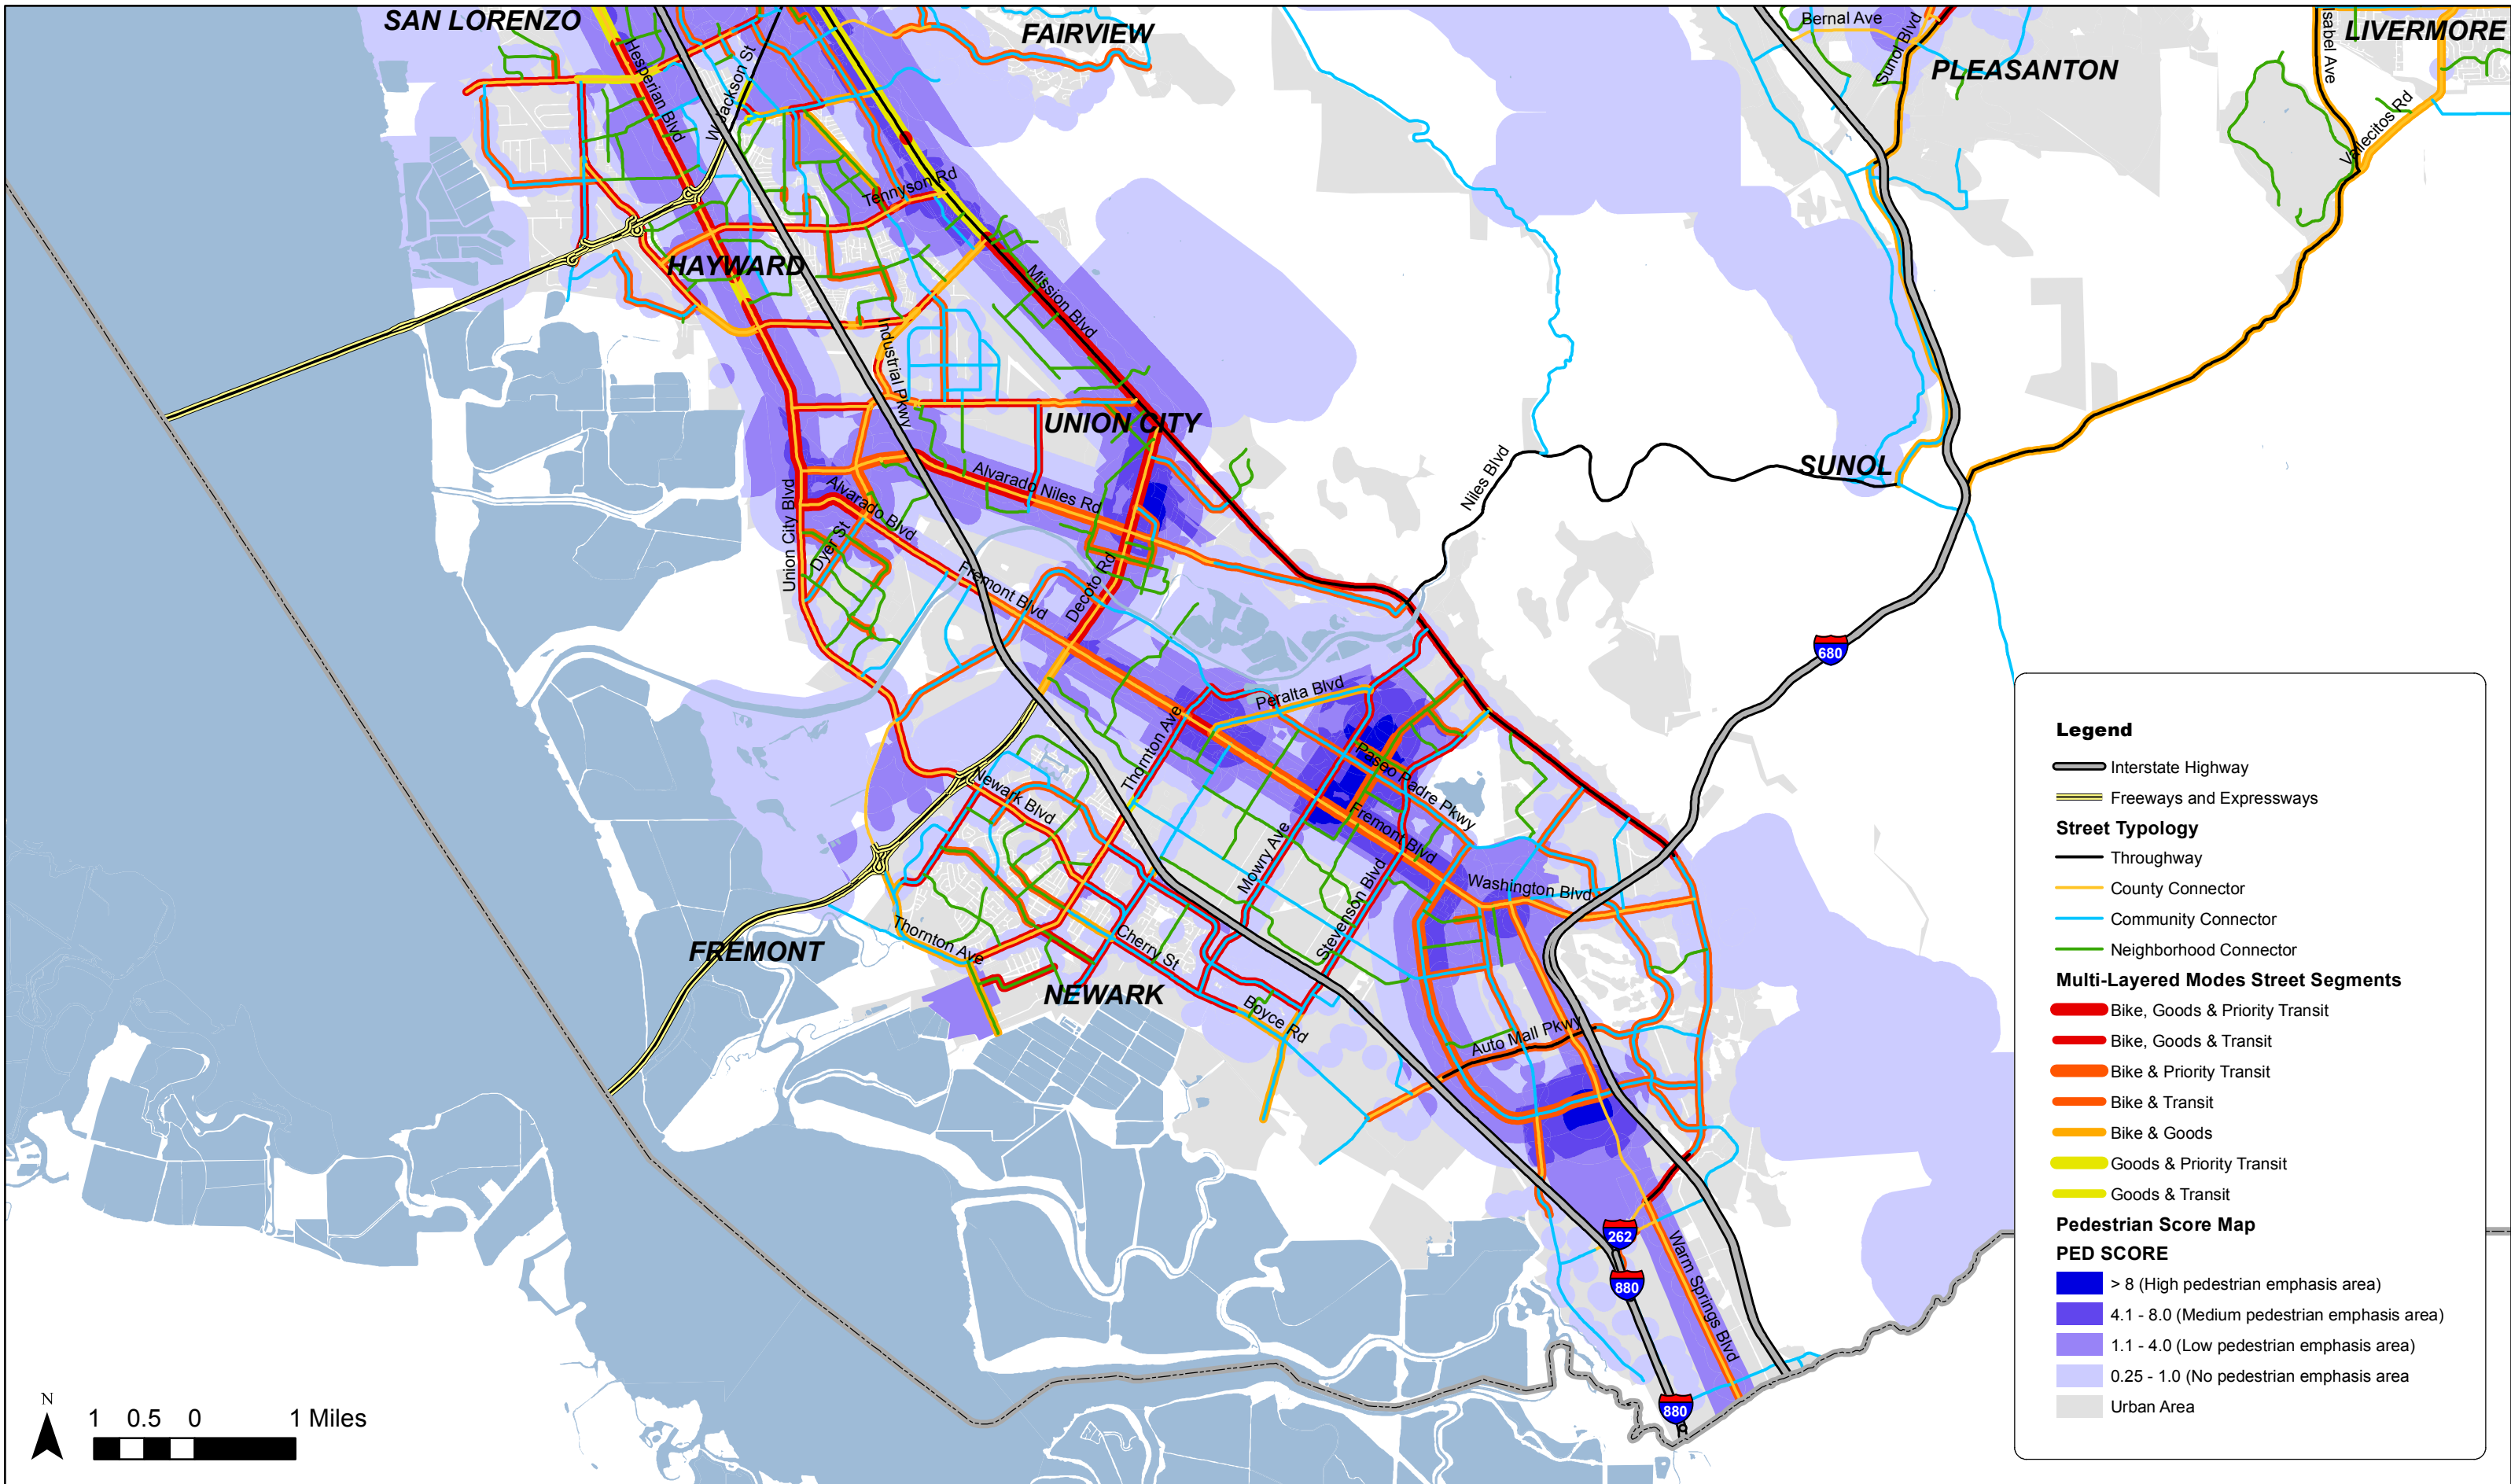 SAN LORENZO
FAIRVIEW
Bernal Ave
Sunol Blvd
PLEASANTON
Isabel Ave
LIVERMORE
Vallecitos Rd
Hesperian Blvd
W Jackson St
Tennyson Rd
HAYWARD
Mission Blvd
Industrial Pkwy
UNION CITY
Alvarado Niles Rd
Alvarado Blvd
Union City Blvd
Dyer St
Niles Blvd
SUNOL
Fremont Blvd
Decoto Rd
680
Peralta Blvd
Thornton Ave
Paseo Padre Pkwy
Newark Blvd
Fremont Blvd
Mowry Ave
Stevenson Blvd
Washington Blvd
FREMONT
Thornton Ave
Cherry St
NEWARK
Boyce Rd
Auto Mall Pkwy
262
880
Warm Springs Blvd
880
N
1 0.5 0 1 Miles
Legend
Interstate Highway
Freeways and Expressways
Street Typology
Throughway
County Connector
Community Connector
Neighborhood Connector
Multi-Layered Modes Street Segments
Bike, Goods & Priority Transit
Bike, Goods & Transit
Bike & Priority Transit
Bike & Transit
Bike & Goods
Goods & Priority Transit
Goods & Transit
Pedestrian Score Map
PED SCORE
> 8 (High pedestrian emphasis area)
4.1 - 8.0 (Medium pedestrian emphasis area)
1.1 - 4.0 (Low pedestrian emphasis area)
0.25 - 1.0 (No pedestrian emphasis area
Urban Area